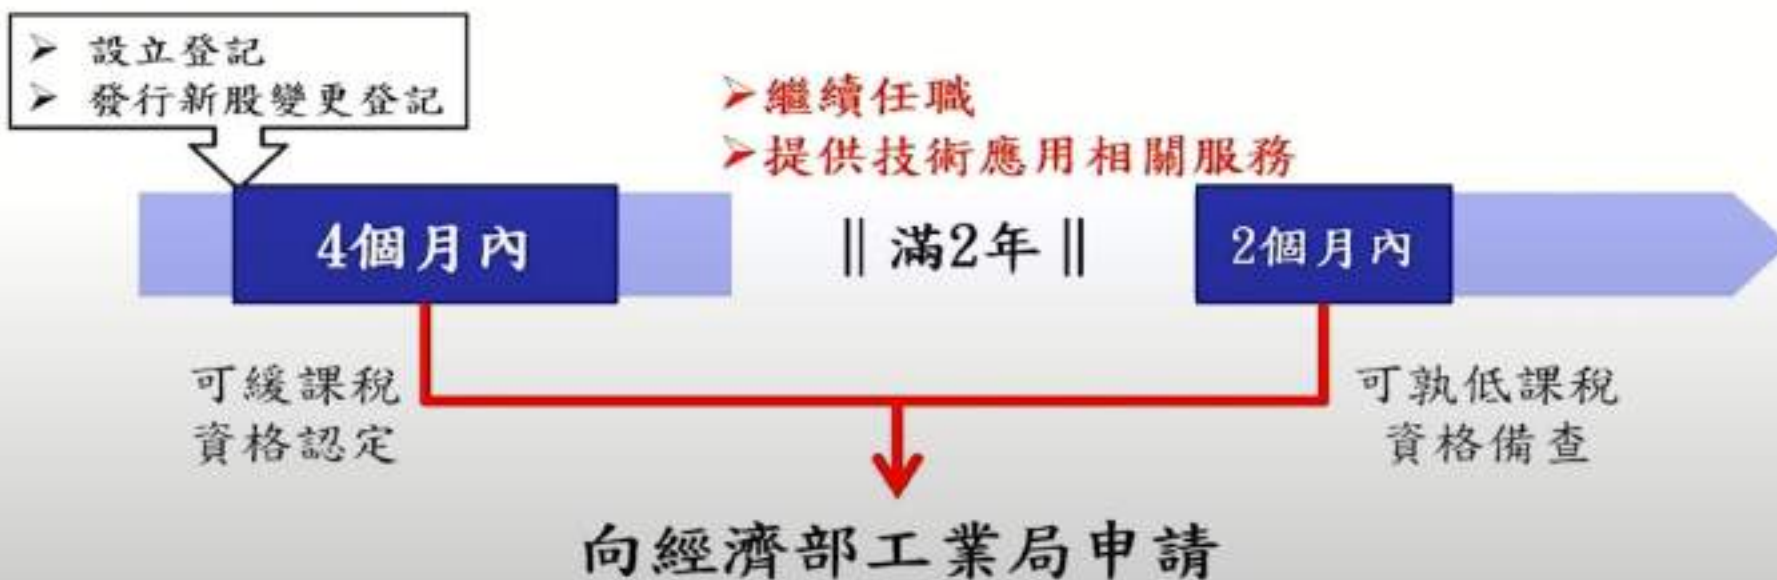 ➢ 設立登記
➢ 發行新股變更登記
➢繼續任職
➢提供技術應用相關服務
4個月內
‖ 滿2年 ‖
2個月內
可緩課稅
資格認定
可孰低課稅
資格備查
向經濟部工業局申請